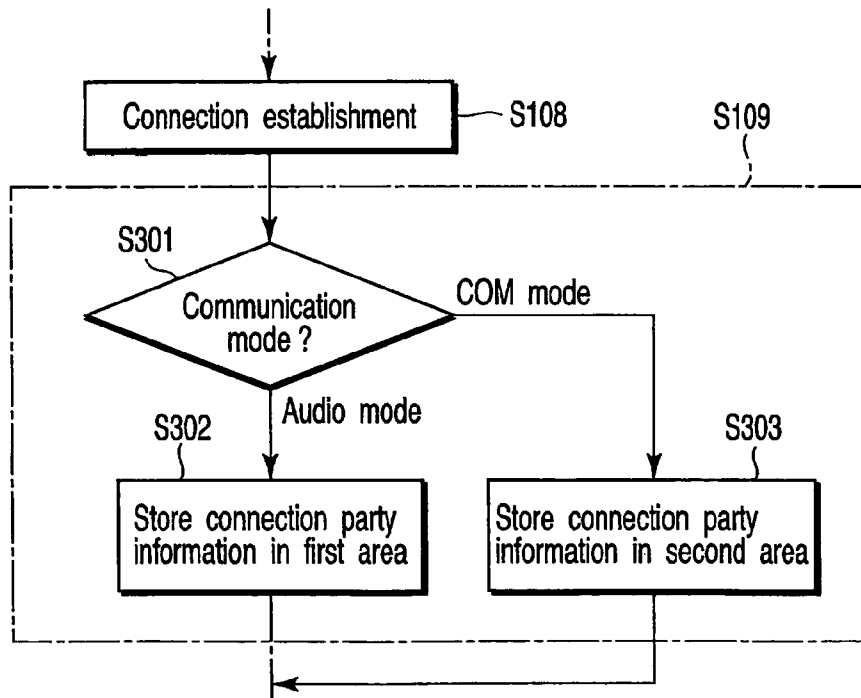 Connection establishment
S108
S109
S301
Communication
mode ?
COM mode
Audio mode
S302
Store connection party
information in first area
S303
Store connection party
information in second area